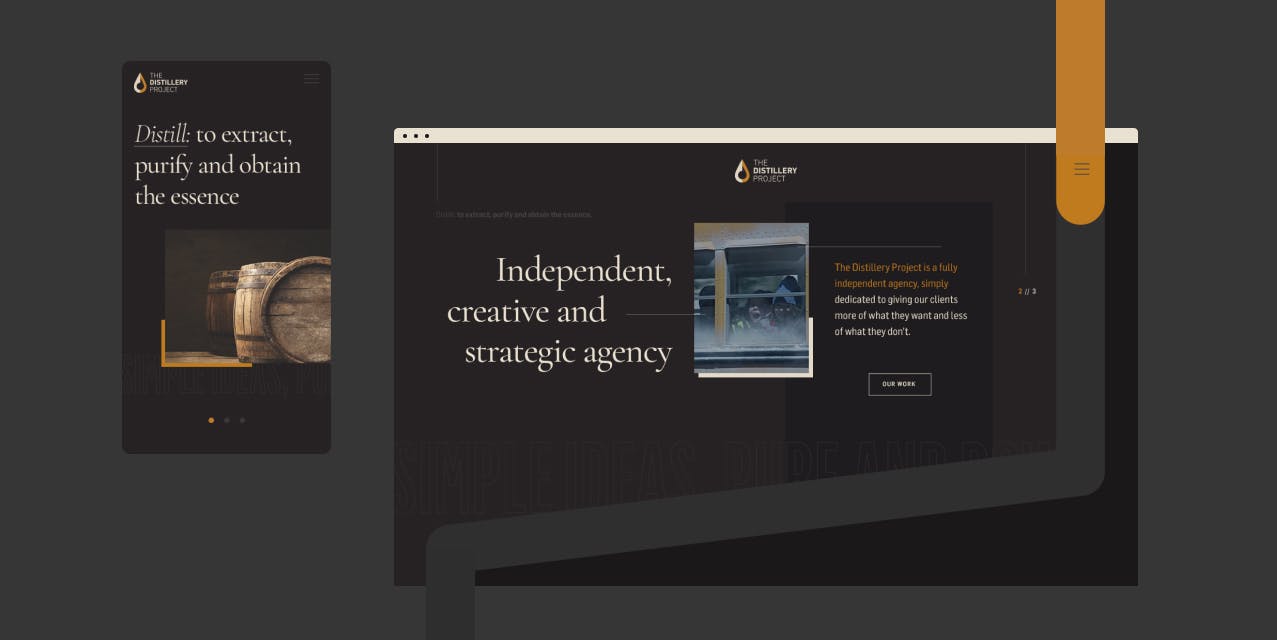 THE
DISTILLERY
PROJECT
Distill: to extract,
purify and obtain
the essence
SIMPLE IDEAS, PU
THE
DISTILLERY
PROJECT
Distill: to extract, purify and obtain the essence.
Independent,
creative and
strategic agency
The Distillery Project is a fully
independent agency, simply
dedicated to giving our clients
more of what they want and less
of what they don't.
2 // 3
OUR WORK
SIMPLE IDEAS, PURE AND